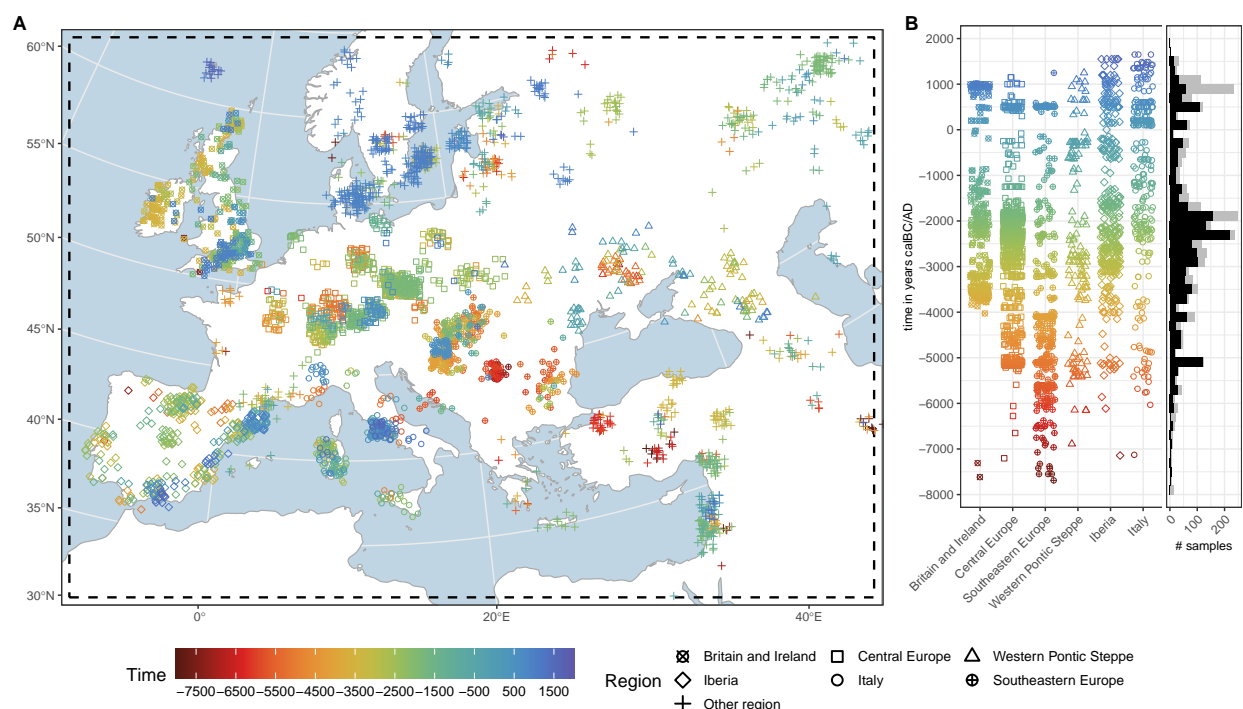 A
60°N
55°N
50°N
45°N
40°N
35°N
30°N
0°
20°E
40°E
B
time in years calBC/AD
2000
1000
0
−1000
−2000
−3000
−4000
−5000
−6000
−7000
−8000
Britain and Ireland
Central Europe
Southeastern Europe
Western Pontic Steppe
Iberia
Italy
0 100 200
# samples
Time
−7500 −6500 −5500 −4500 −3500 −2500 −1500 −500 500 1500
Region
Britain and Ireland
Central Europe
Western Pontic Steppe
Iberia
Italy
Southeastern Europe
Other region